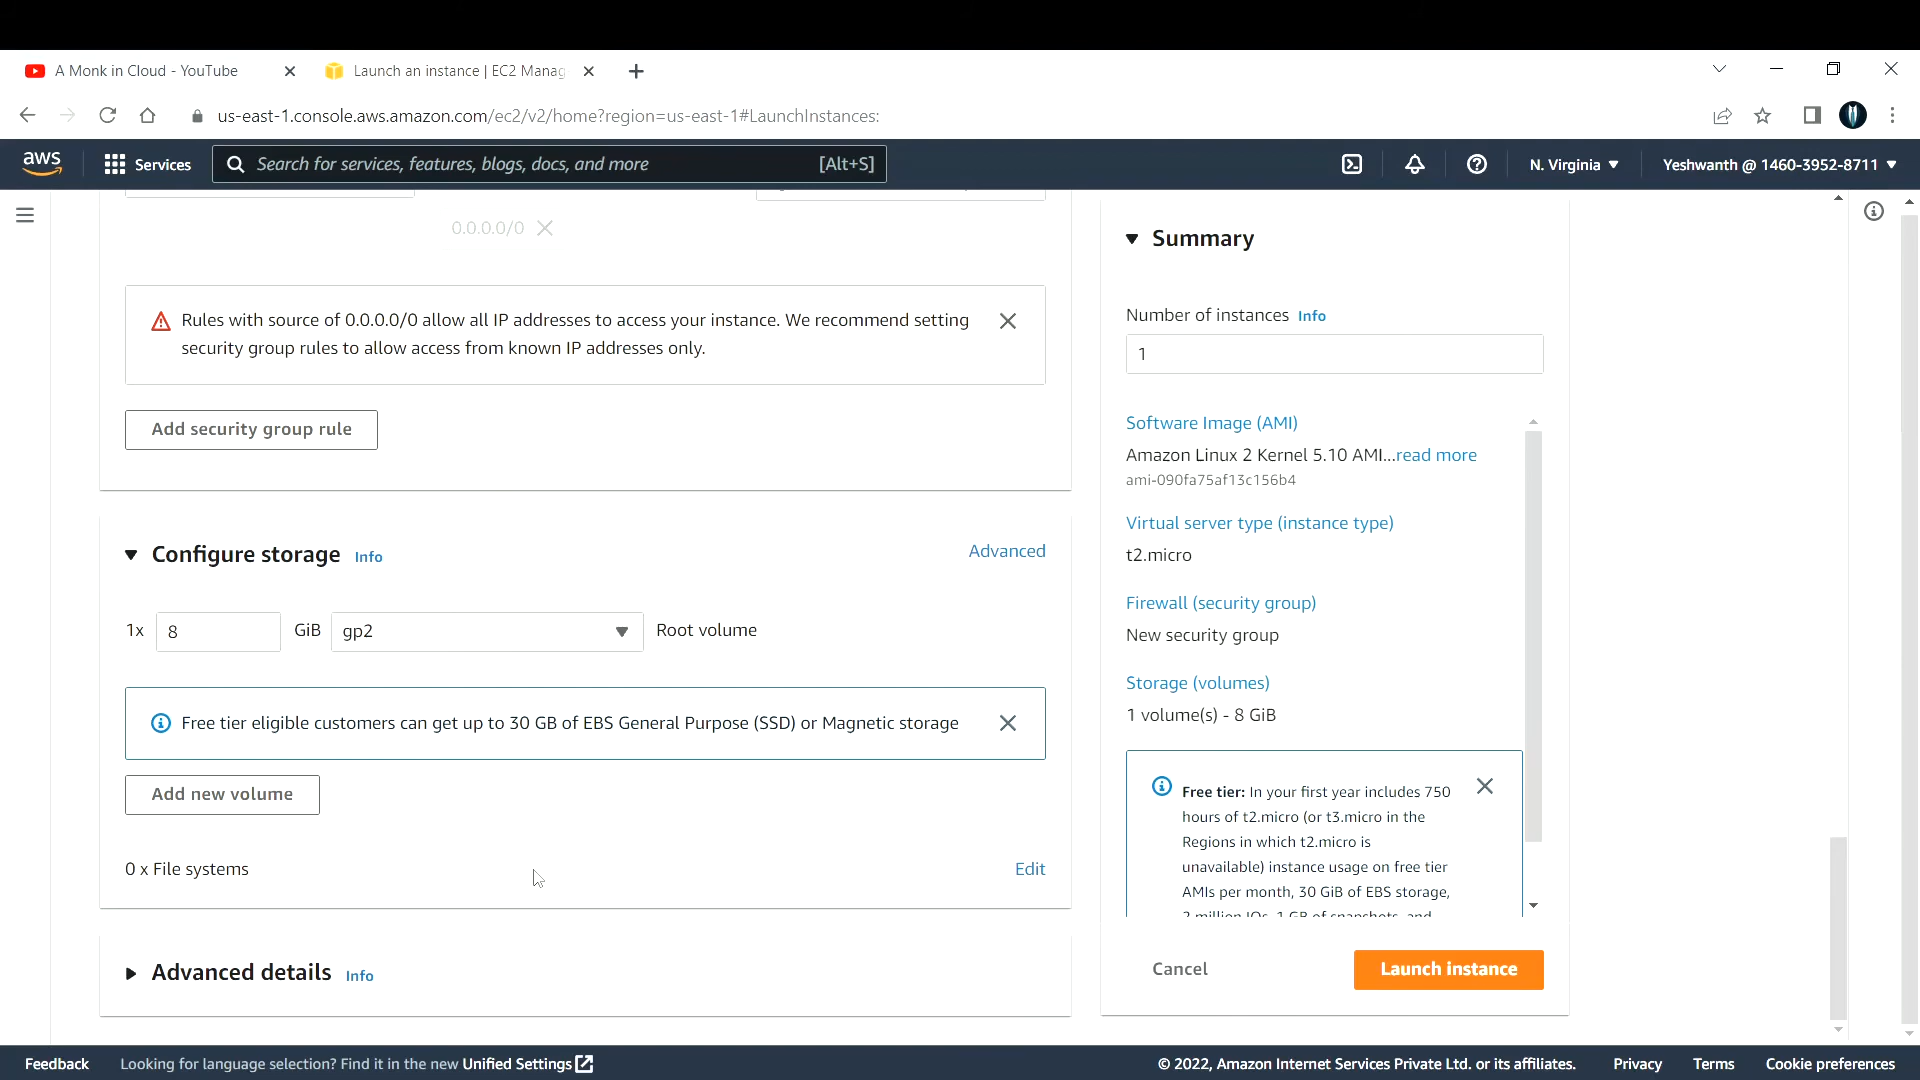 A Monk in Cloud - YouTube
Launch an instance | EC2 Manag
us-east-1.console.aws.amazon.com/ec2/v2/home?region=us-east-1#LaunchInstances:
aws
Services
Search for services, features, blogs, docs, and more
[Alt+S]
N. Virginia
Yeshwanth @ 1460-3952-8711
0.0.0.0/0
Rules with source of 0.0.0.0/0 allow all IP addresses to access your instance. We recommend setting
security group rules to allow access from known IP addresses only.
Add security group rule
Configure storage Info
Advanced
1x 8 GiB gp2 Root volume
Free tier eligible customers can get up to 30 GB of EBS General Purpose (SSD) or Magnetic storage
Add new volume
0 x File systems
Edit
Advanced details Info
Summary
Number of instances Info
1
Software Image (AMI)
Amazon Linux 2 Kernel 5.10 AMI...read more
ami-090fa75af13c156b4
Virtual server type (instance type)
t2.micro
Firewall (security group)
New security group
Storage (volumes)
1 volume(s) - 8 GiB
Free tier: In your first year includes 750
hours of t2.micro (or t3.micro in the
Regions in which t2.micro is
unavailable) instance usage on free tier
AMIs per month, 30 GiB of EBS storage,
2 million IOs, 1 GB of snapshots, and
Cancel
Launch instance
Feedback
Looking for language selection? Find it in the new Unified Settings
© 2022, Amazon Internet Services Private Ltd. or its affiliates.
Privacy
Terms
Cookie preferences